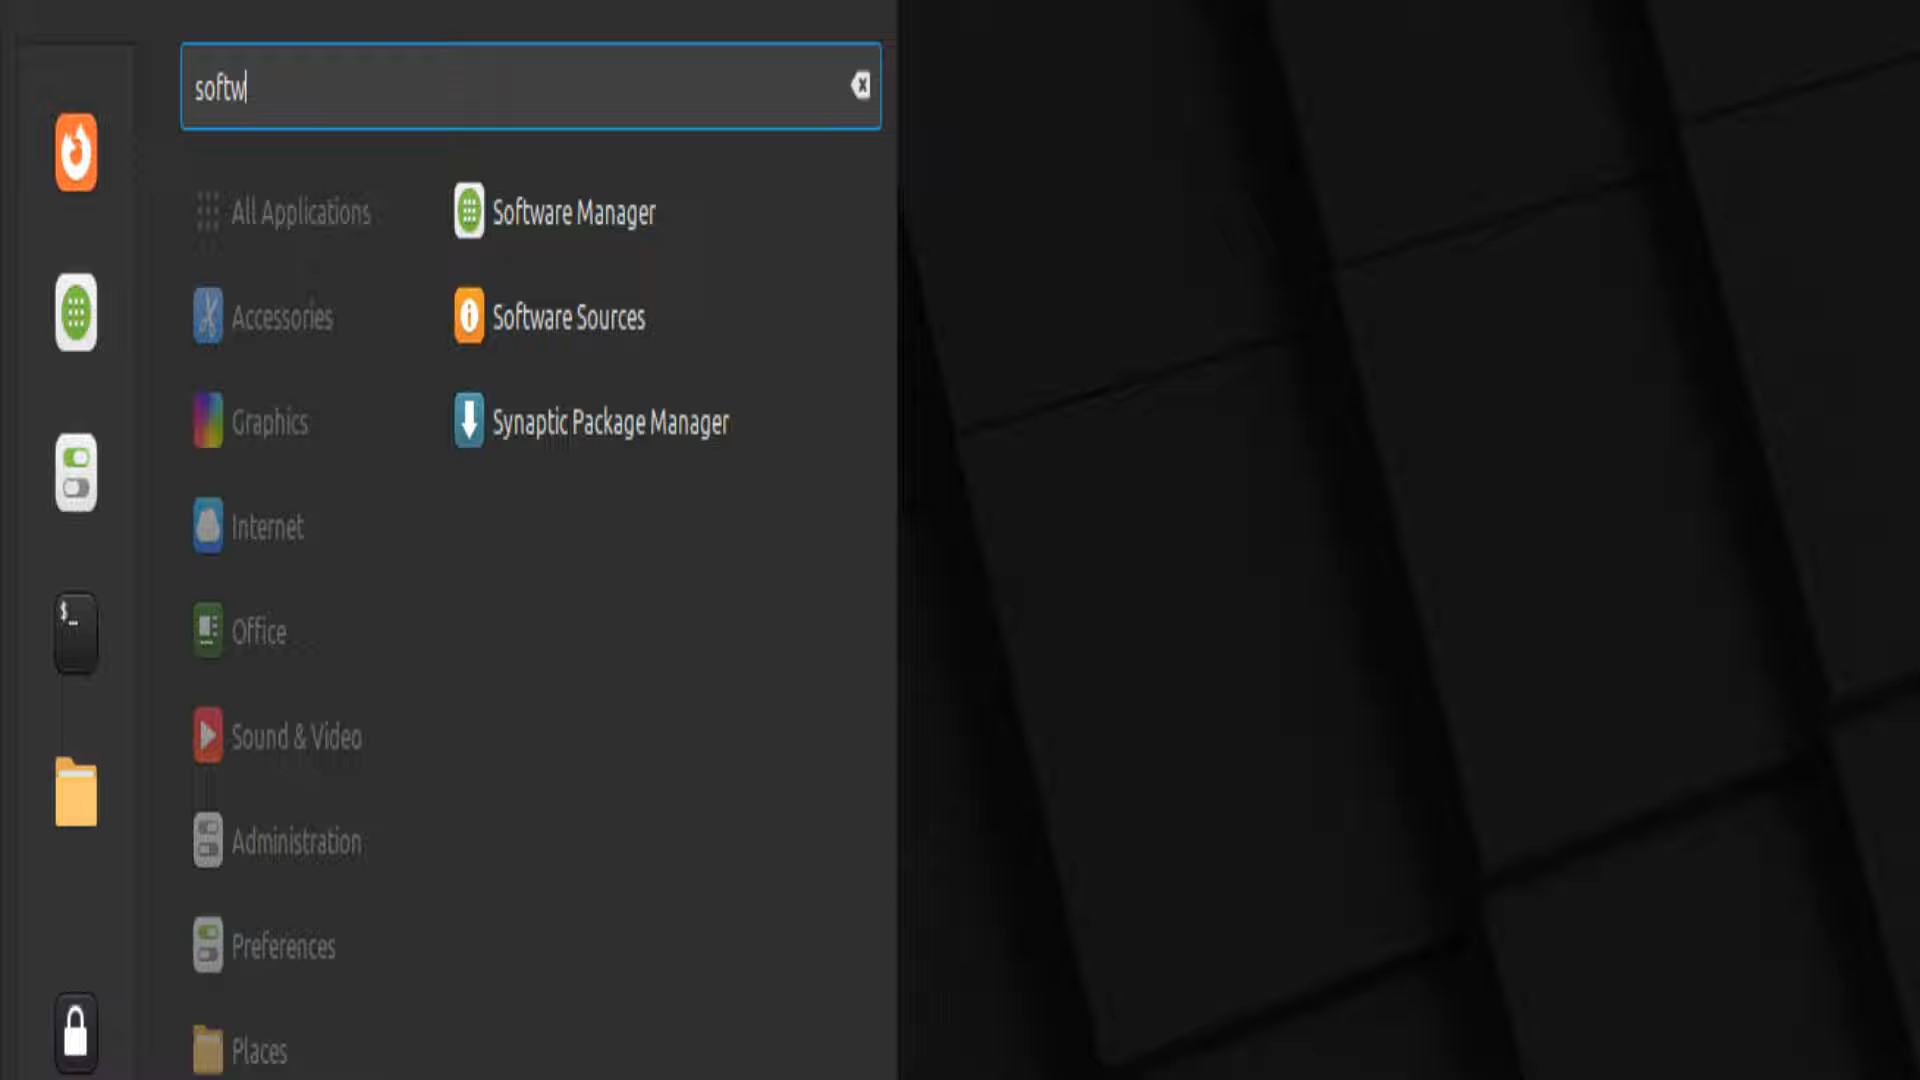 softw
All Applications
Software Manager
Accessories
Software Sources
Graphics
Synaptic Package Manager
Internet
$_
Office
Sound & Video
Administration
Preferences
Places